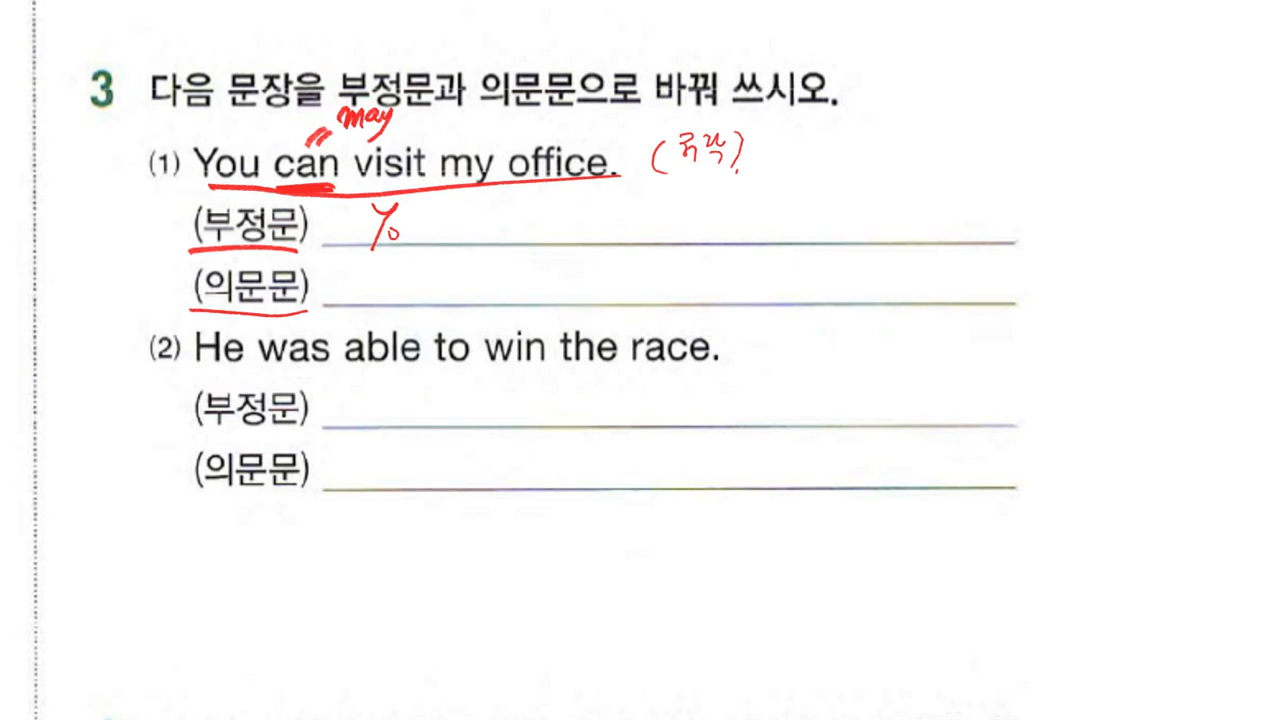 3 다음 문장을 부정문과 의문문으로 바꿔 쓰시오.
may
(1) You can visit my office.
(부정문) Yo
(의문문)
(2) He was able to win the race.
(부정문)
(의문문)